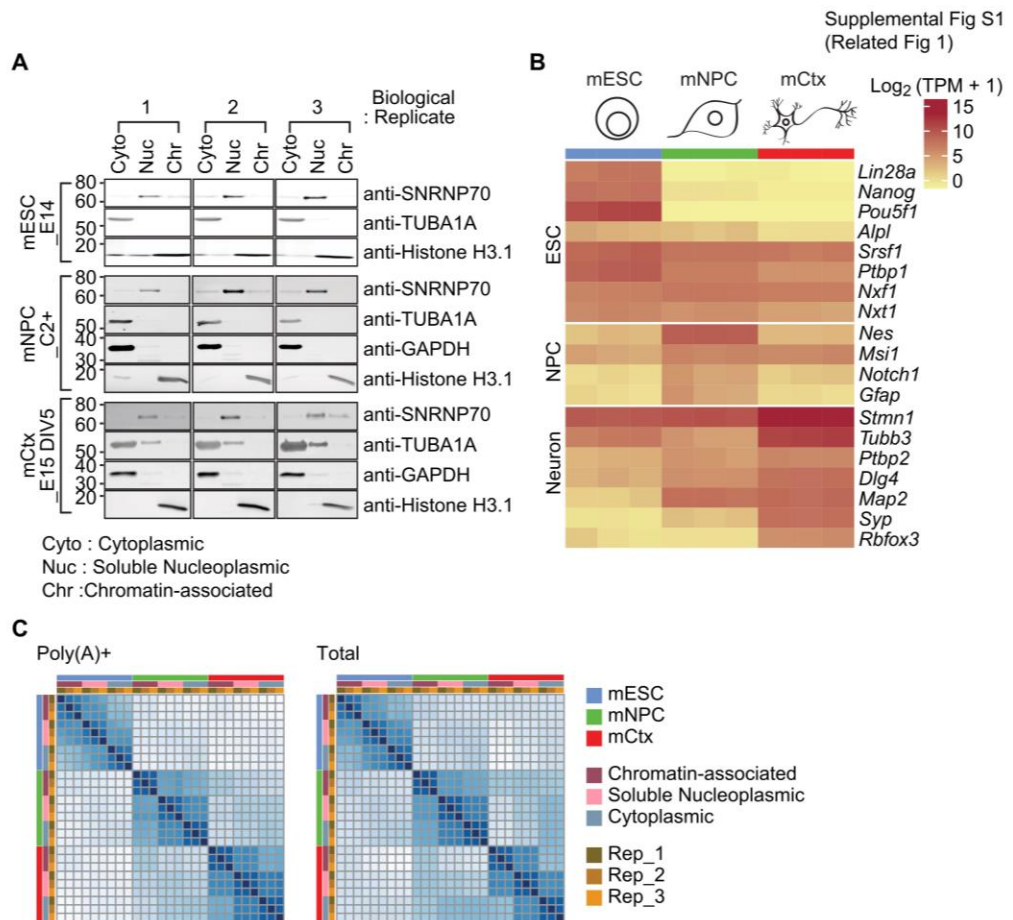 Supplemental Fig S1
(Related Fig 1)
A
Biological
: Replicate
1 2 3
Cyto Nuc Chr Cyto Nuc Chr Cyto Nuc Chr
mESC
_E14
80
60
anti-SNRNP70
50
anti-TUBA1A
20
anti-Histone H3.1
mNPC
_C2+
80
60
anti-SNRNP70
50
anti-TUBA1A
40
30
anti-GAPDH
20
anti-Histone H3.1
mCtx
_E15 DIV5
80
60
anti-SNRNP70
50
anti-TUBA1A
40
30
anti-GAPDH
20
anti-Histone H3.1
Cyto : Cytoplasmic
Nuc : Soluble Nucleoplasmic
Chr :Chromatin-associated
B
mESC mNPC mCtx
Log2 (TPM + 1)
15
10
5
0
ESC
Lin28a
Nanog
Pou5f1
Alpl
Srsf1
Ptbp1
Nxf1
Nxt1
NPC
Nes
Msi1
Notch1
Gfap
Neuron
Stmn1
Tubb3
Ptbp2
Dlg4
Map2
Syp
Rbfox3
C
Poly(A)+ Total
mESC
mNPC
mCtx
Chromatin-associated
Soluble Nucleoplasmic
Cytoplasmic
Rep_1
Rep_2
Rep_3